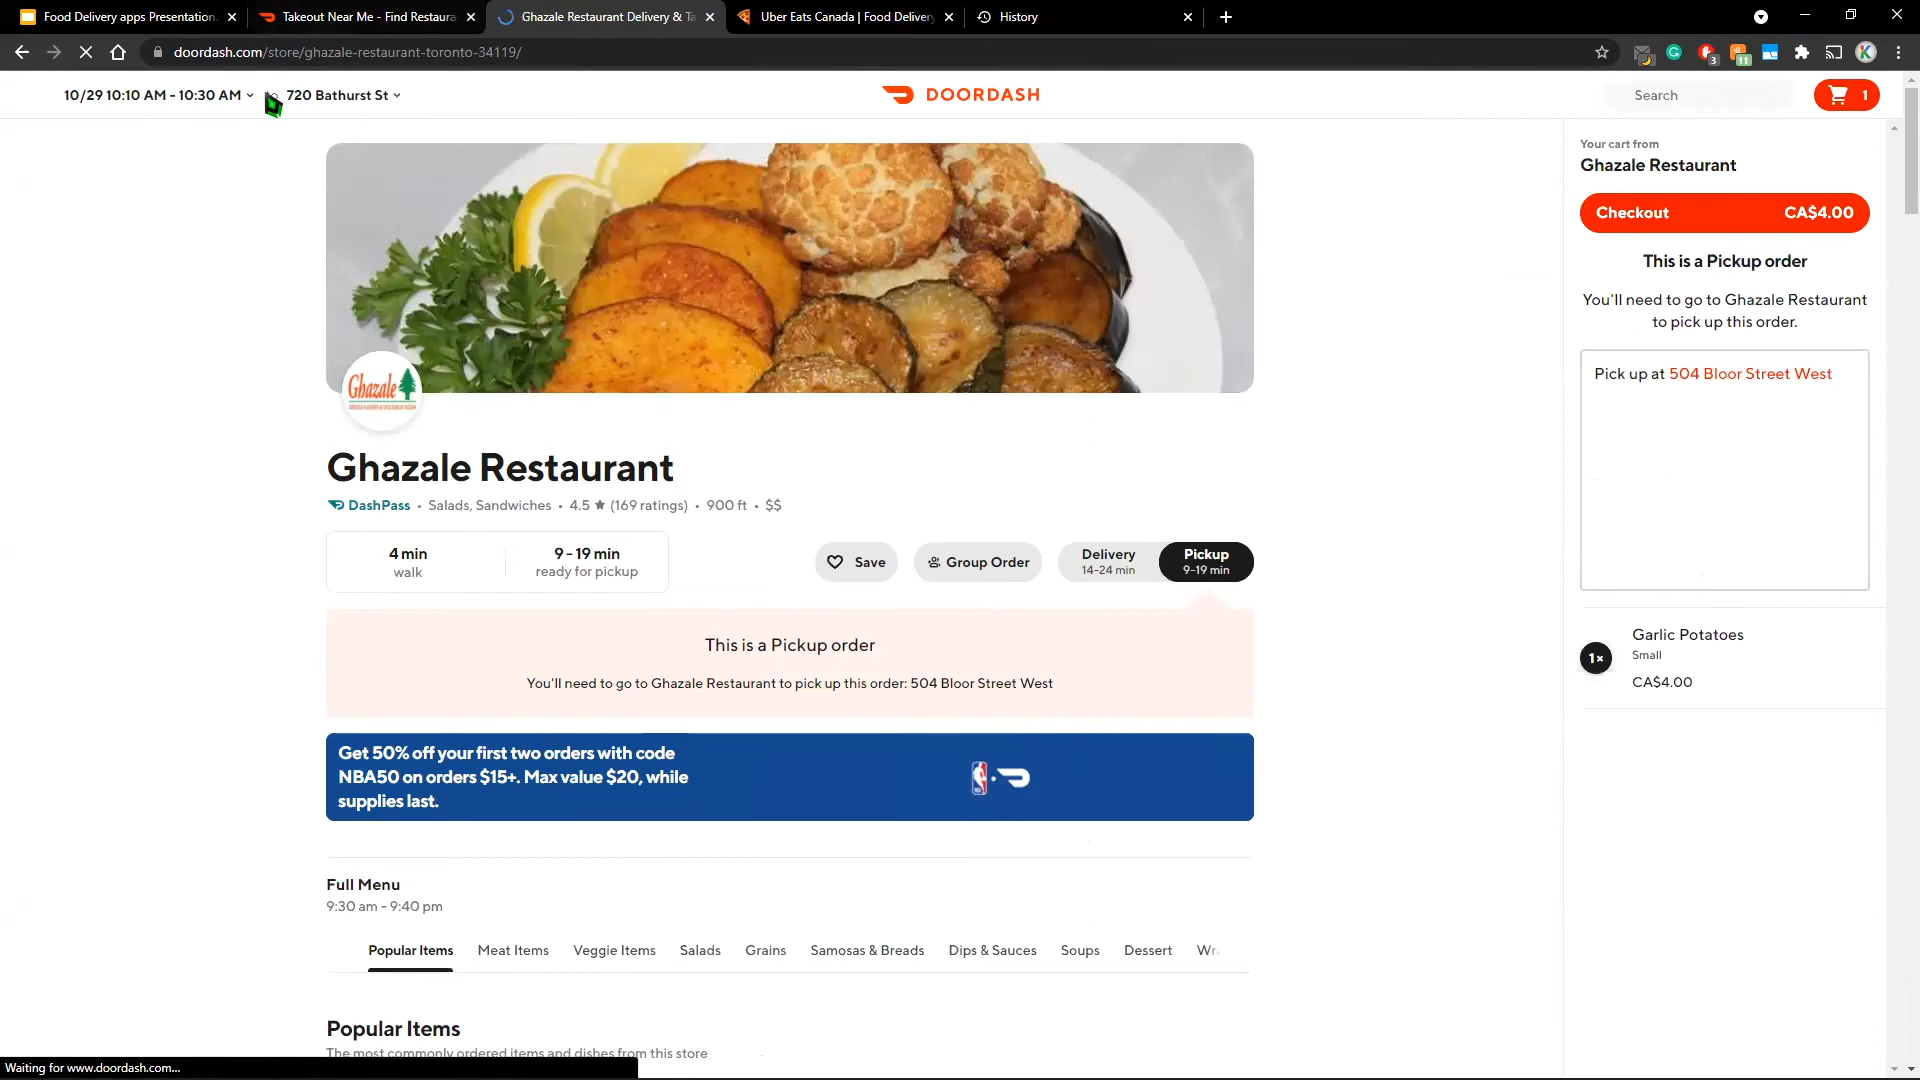 Food Delivery apps Presentation.
Takeout Near Me - Find Restaura
Ghazale Restaurant Delivery & Ta
Uber Eats Canada | Food Delivery
History
doordash.com/store/ghazale-restaurant-toronto-34119/
3
11
10/29 10:10 AM - 10:30 AM
720 Bathurst St
DOORDASH
Search
1
Your cart from
Ghazale Restaurant
Checkout CA$4.00
This is a Pickup order
You'll need to go to Ghazale Restaurant
to pick up this order.
Pick up at 504 Bloor Street West
1×
Garlic Potatoes
Small
CA$4.00
Ghazale
Ghazale Restaurant
DashPass • Salads, Sandwiches • 4.5 ★ (169 ratings) • 900 ft • $$
4 min
walk
9 - 19 min
ready for pickup
Save
Group Order
Delivery
14-24 min
Pickup
9-19 min
This is a Pickup order
You'll need to go to Ghazale Restaurant to pick up this order: 504 Bloor Street West
Get 50% off your first two orders with code
NBA50 on orders $15+. Max value $20, while
supplies last.
Full Menu
9:30 am - 9:40 pm
Popular Items Meat Items Veggie Items Salads Grains Samosas & Breads Dips & Sauces Soups Dessert Wr
Popular Items
The most commonly ordered items and dishes from this store
Waiting for www.doordash.com...